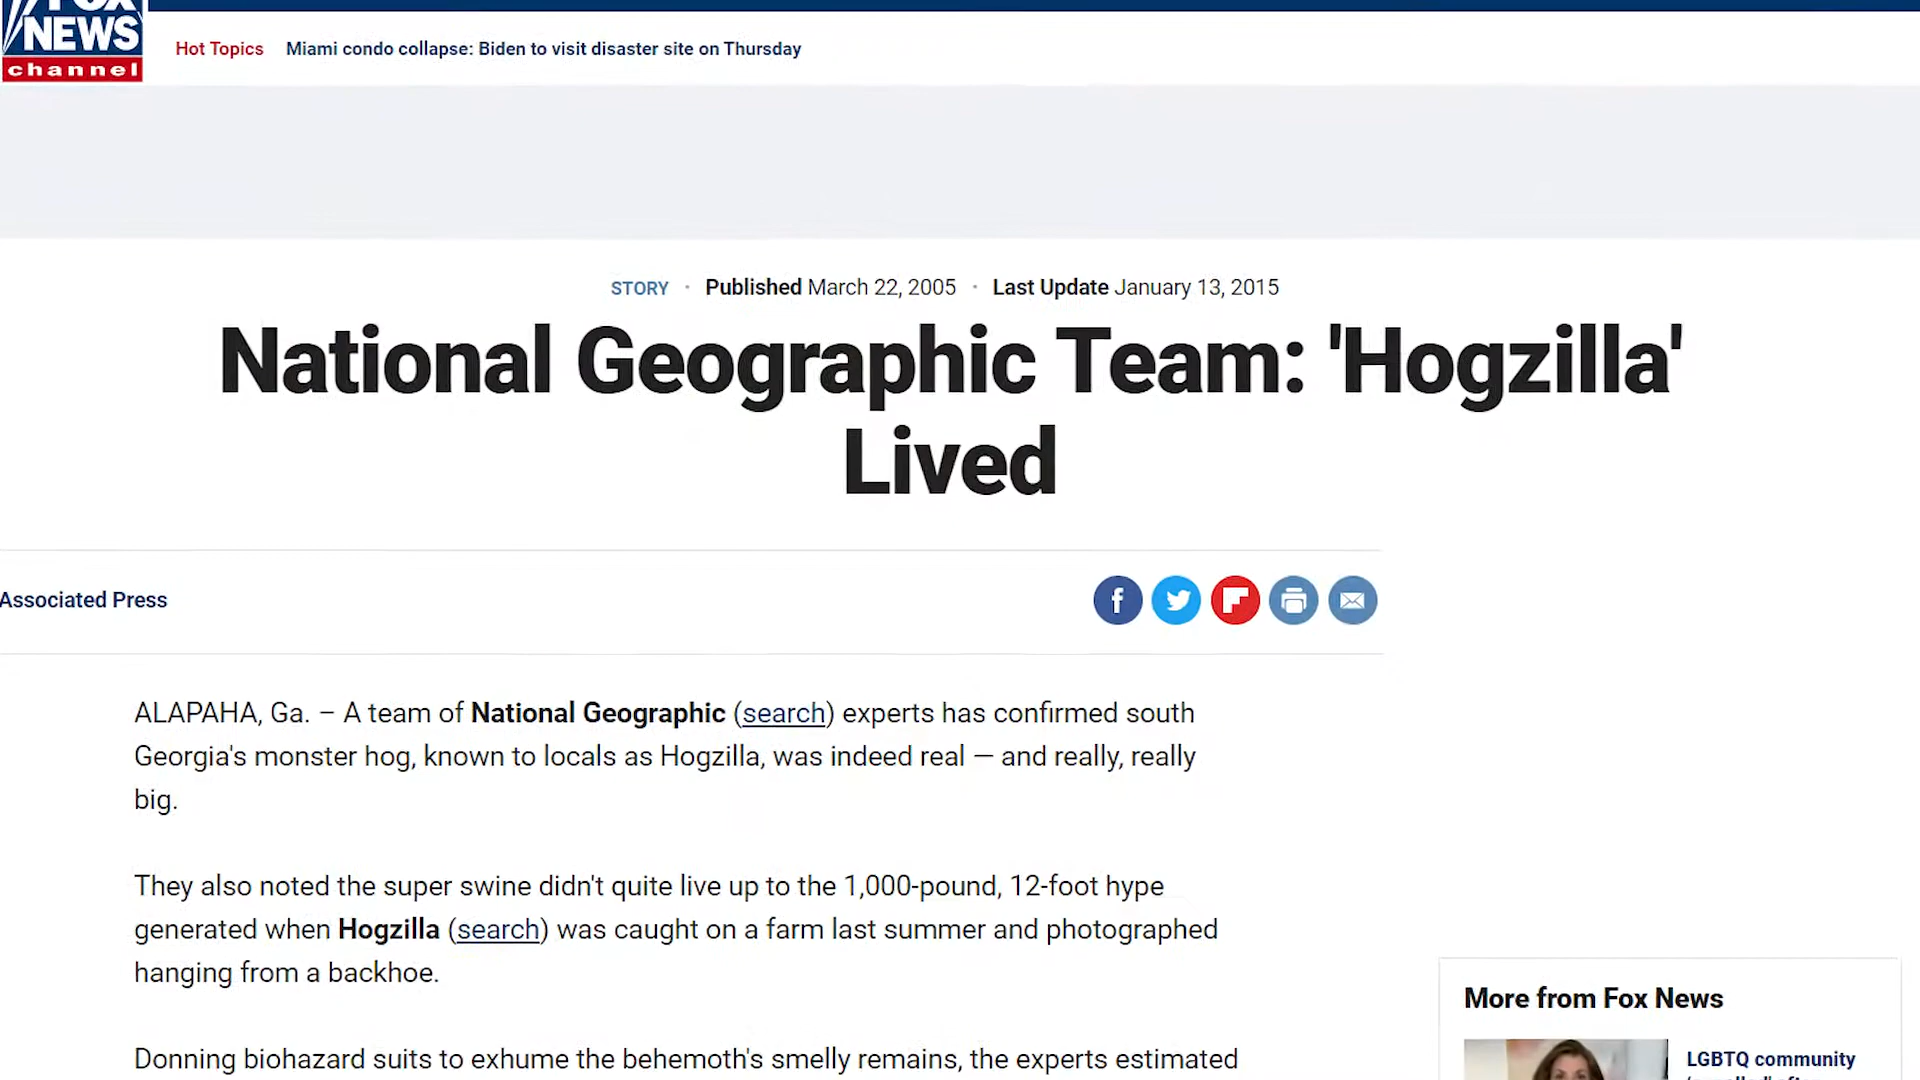 FOX
NEWS
channel
Hot Topics Miami condo collapse: Biden to visit disaster site on Thursday
STORY · Published March 22, 2005 · Last Update January 13, 2015
National Geographic Team: 'Hogzilla'
Lived
Associated Press
ALAPAHA, Ga. – A team of National Geographic (search) experts has confirmed south
Georgia's monster hog, known to locals as Hogzilla, was indeed real — and really, really
big.
They also noted the super swine didn't quite live up to the 1,000-pound, 12-foot hype
generated when Hogzilla (search) was caught on a farm last summer and photographed
hanging from a backhoe.
Donning biohazard suits to exhume the behemoth's smelly remains, the experts estimated
More from Fox News
LGBTQ community